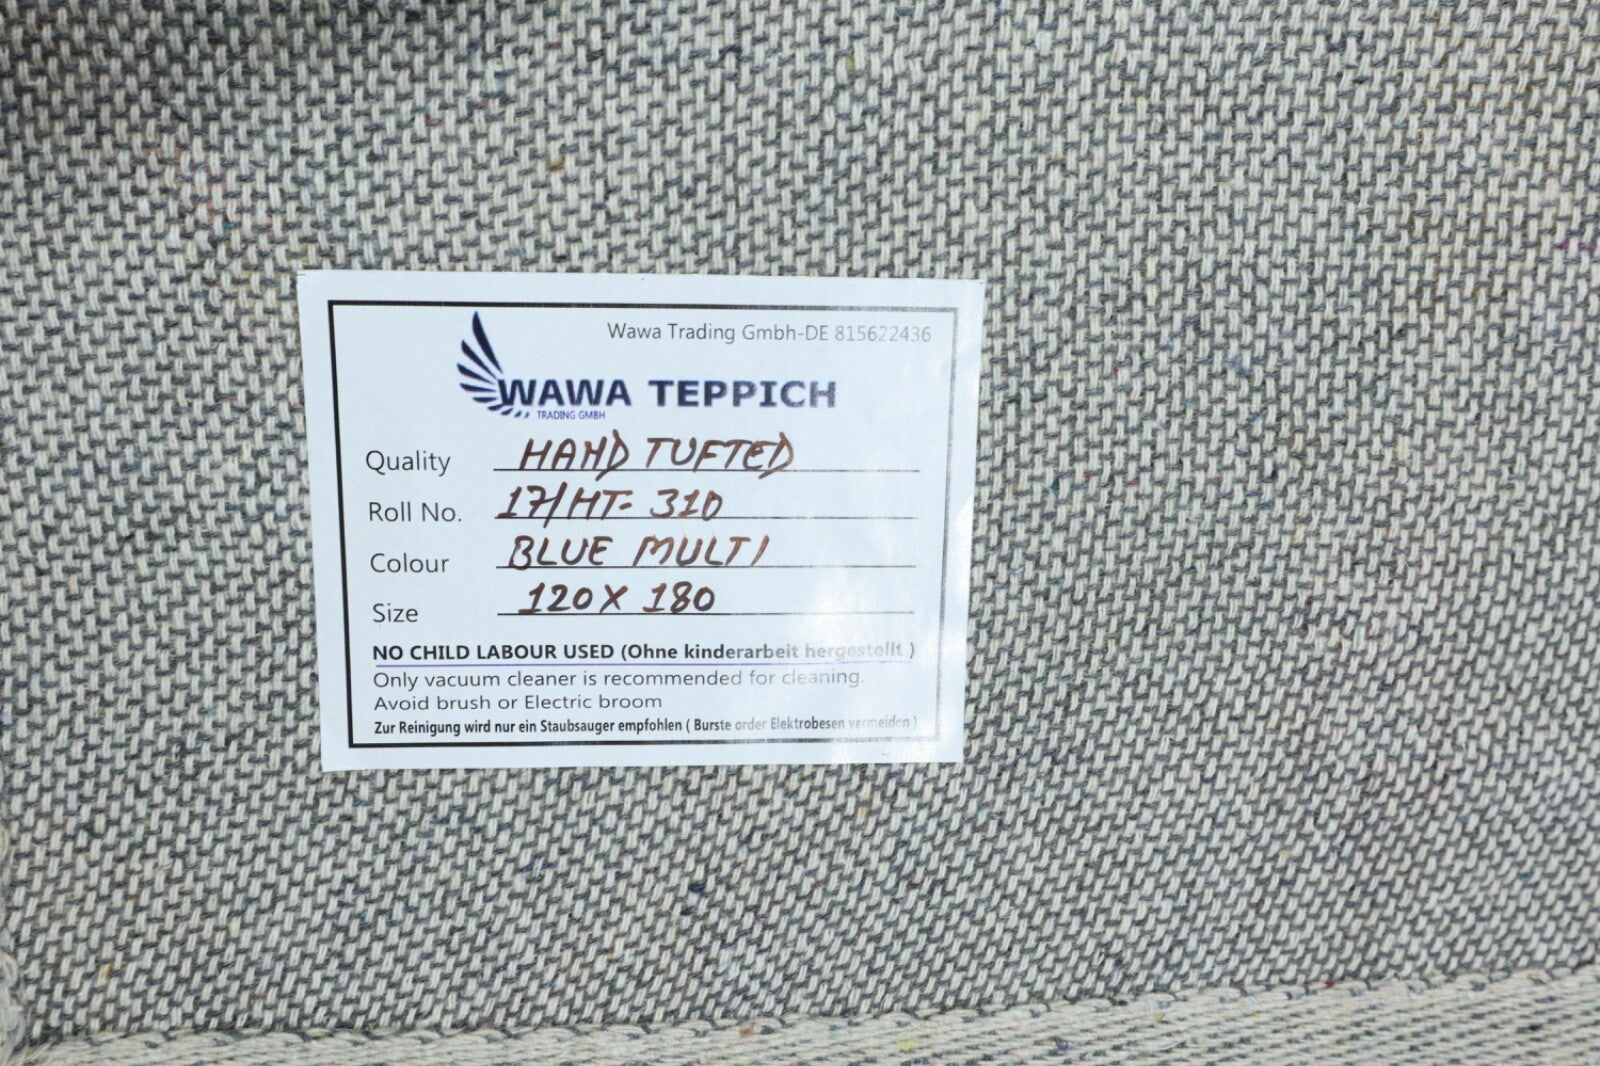 Wawa Trading Gmbh-DE 815622436
WAWA TEPPICH
TRADING GMBH
Quality HAND TUFTED
Roll No. 17/HT- 310
Colour BLUE MULTI
Size 120 X 180
NO CHILD LABOUR USED (Ohne kinderarbeit hergestellt )
Only vacuum cleaner is recommended for cleaning.
Avoid brush or Electric broom
Zur Reinigung wird nur ein Staubsauger empfohlen ( Burste order Elektrobesen vermeiden )